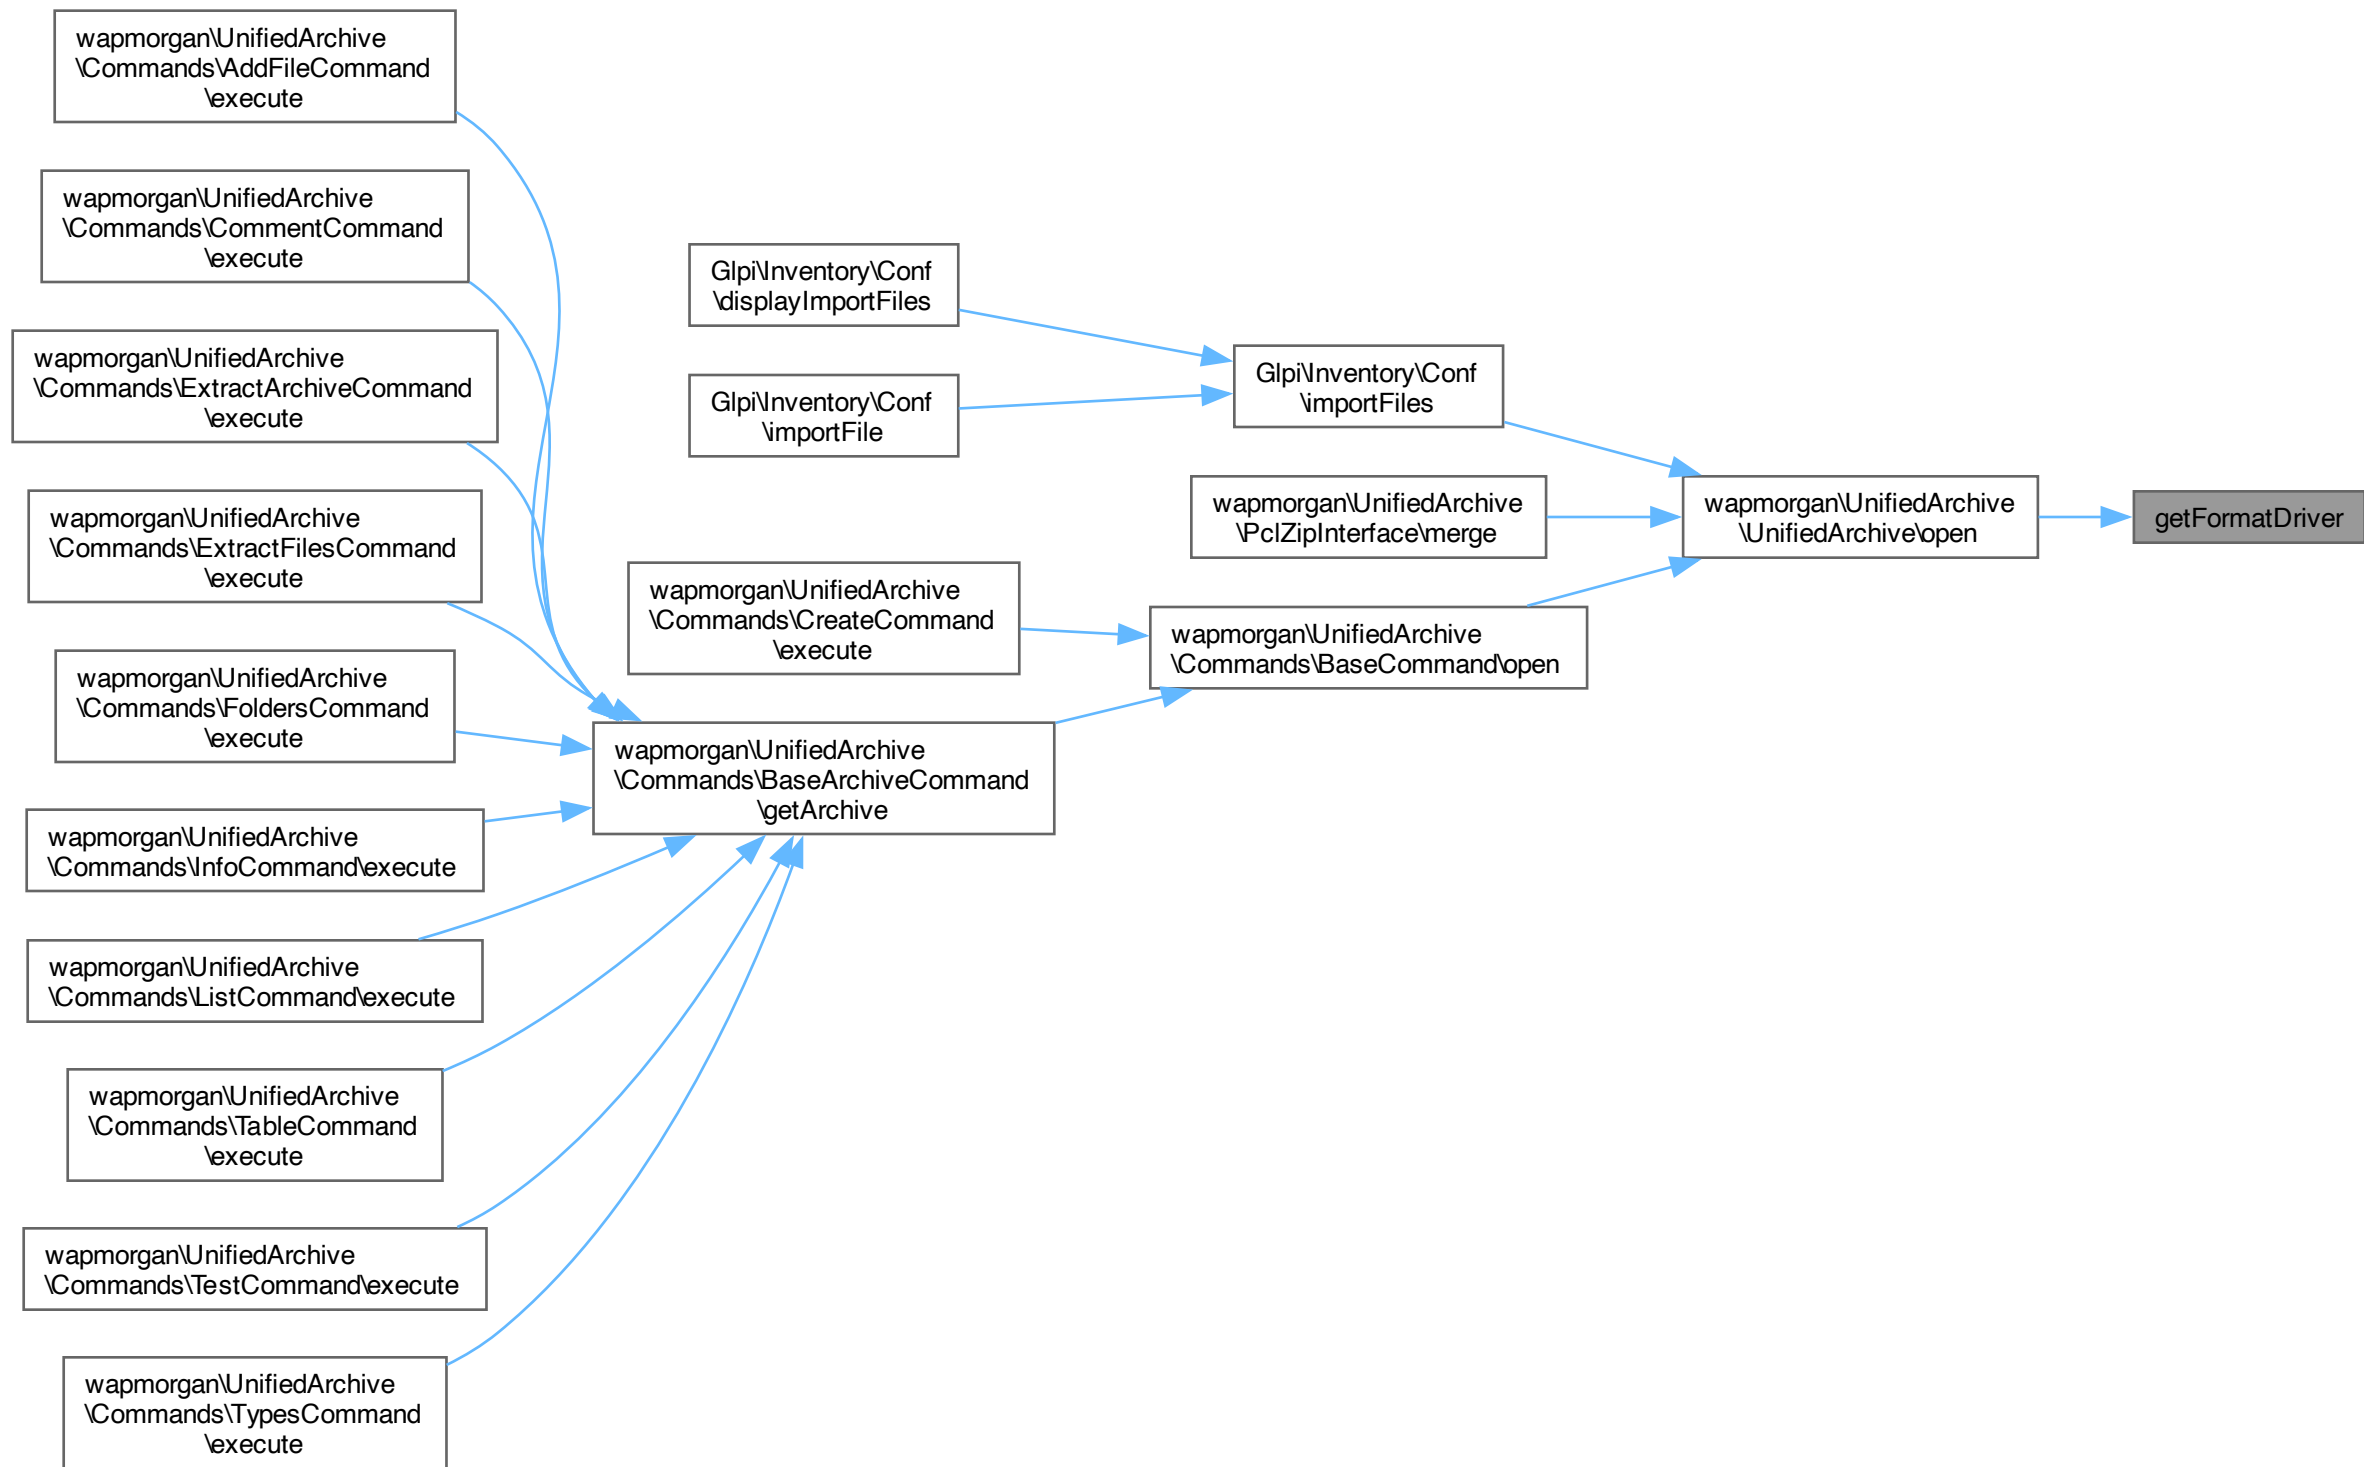 wapmorgan\UnifiedArchive
\Commands\AddFileCommand
\execute
wapmorgan\UnifiedArchive
\Commands\CommentCommand
\execute
wapmorgan\UnifiedArchive
\Commands\ExtractArchiveCommand
\execute
wapmorgan\UnifiedArchive
\Commands\ExtractFilesCommand
\execute
wapmorgan\UnifiedArchive
\Commands\FoldersCommand
\execute
wapmorgan\UnifiedArchive
\Commands\InfoCommand\execute
wapmorgan\UnifiedArchive
\Commands\ListCommand\execute
wapmorgan\UnifiedArchive
\Commands\TableCommand
\execute
wapmorgan\UnifiedArchive
\Commands\TestCommand\execute
wapmorgan\UnifiedArchive
\Commands\TypesCommand
\execute
Glpi\Inventory\Conf
\displayImportFiles
Glpi\Inventory\Conf
\importFile
wapmorgan\UnifiedArchive
\Commands\CreateCommand
\execute
wapmorgan\UnifiedArchive
\Commands\BaseArchiveCommand
\getArchive
Glpi\Inventory\Conf
\importFiles
wapmorgan\UnifiedArchive
\PclZipInterface\merge
wapmorgan\UnifiedArchive
\Commands\BaseCommand\open
wapmorgan\UnifiedArchive
\UnifiedArchive\open
getFormatDriver